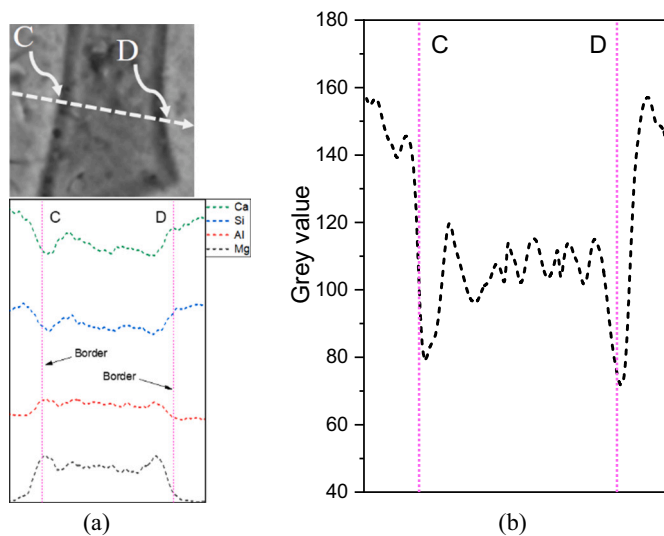 C
D
C
D
Ca
Si
Al
Mg
Border
Border
(a)
C
D
180
160
140
120
100
80
60
40
Grey value
(b)